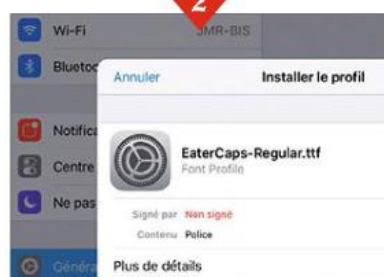 2
Wi-Fi JMR-BIS
Bluetoo
Annuler Installer le profil
Notifica
EaterCaps-Regular.ttf
Font Profile
Centre
Ne pas
Signé par Non signé
Contenu Police
Généra
Plus de détails